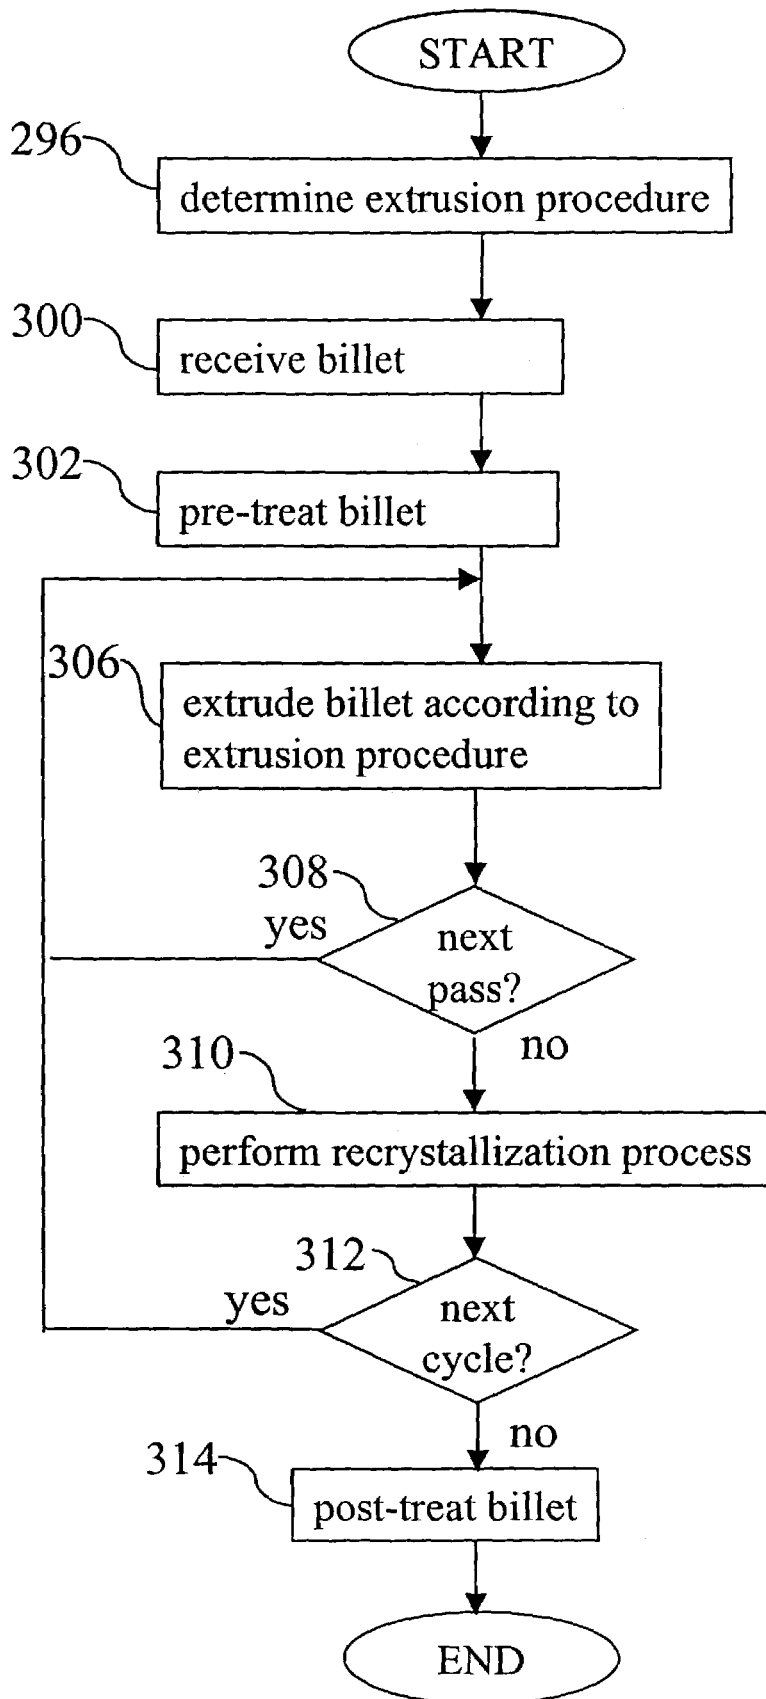 START
296
determine extrusion procedure
300
receive billet
302
pre-treat billet
306
extrude billet according to
extrusion procedure
308
yes
next
pass?
no
310
perform recrystallization process
312
yes
next
cycle?
no
314
post-treat billet
END